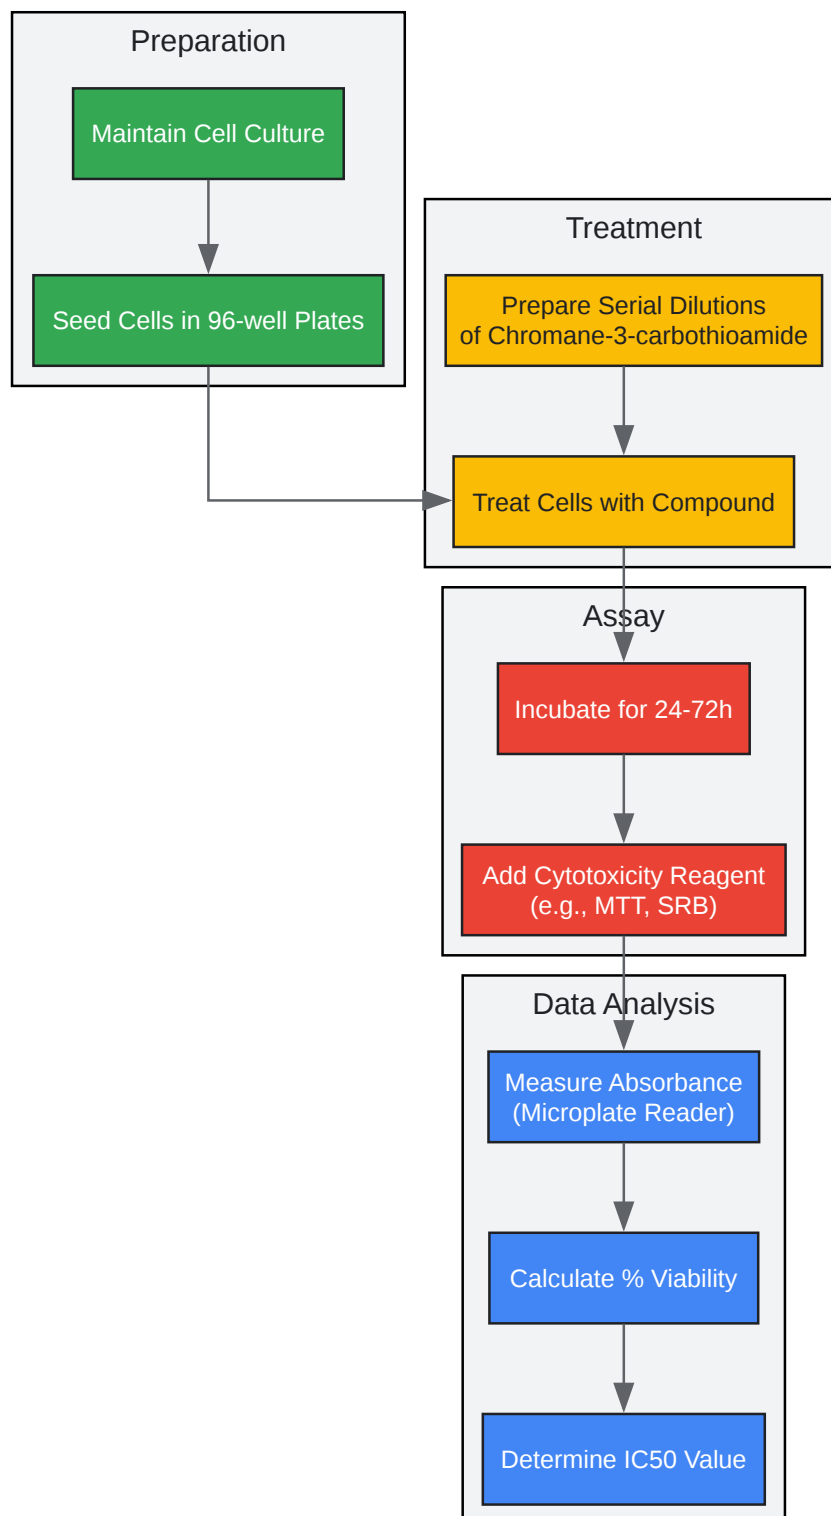 Preparation
Maintain Cell Culture
Seed Cells in 96-well Plates
Treatment
Prepare Serial Dilutions
of Chromane-3-carbothioamide
Treat Cells with Compound
Assay
Incubate for 24-72h
Add Cytotoxicity Reagent
(e.g., MTT, SRB)
Data Analysis
Measure Absorbance
(Microplate Reader)
Calculate % Viability
Determine IC50 Value